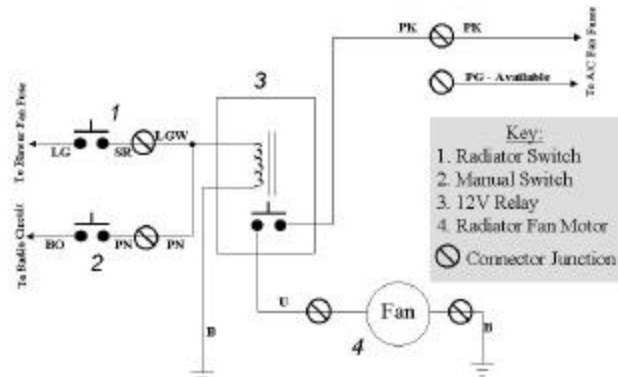 PK PK
PG - Available
To A/C Fan Fuse
3
1
To Blower Fan Fuse
LG SR LGW
To Radio Circuit
BO PN PN
2
U
Fan
B
B
4
Key:
1. Radiator Switch
2. Manual Switch
3. 12V Relay
4. Radiator Fan Motor
Connector Junction